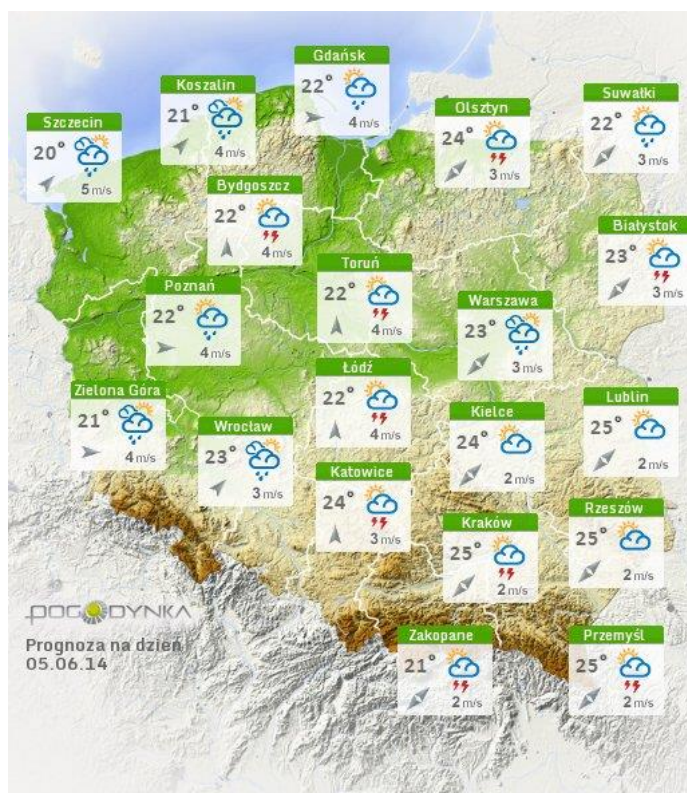 Gdańsk
22°
4 m/s
Koszalin
21°
4 m/s
Szczecin
20°
5 m/s
Olsztyn
24°
3 m/s
Suwałki
22°
3 m/s
Bydgoszcz
22°
4 m/s
Białystok
23°
3 m/s
Toruń
22°
4 m/s
Poznań
22°
4 m/s
Warszawa
23°
3 m/s
Łódź
22°
4 m/s
Zielona Góra
21°
4 m/s
Wrocław
23°
3 m/s
Kielce
24°
2 m/s
Lublin
25°
2 m/s
Katowice
24°
3 m/s
Kraków
25°
2 m/s
Rzeszów
25°
2 m/s
Zakopane
21°
2 m/s
Przemyśl
25°
2 m/s
POGODYNKA
Prognoza na dzień
05.06.14